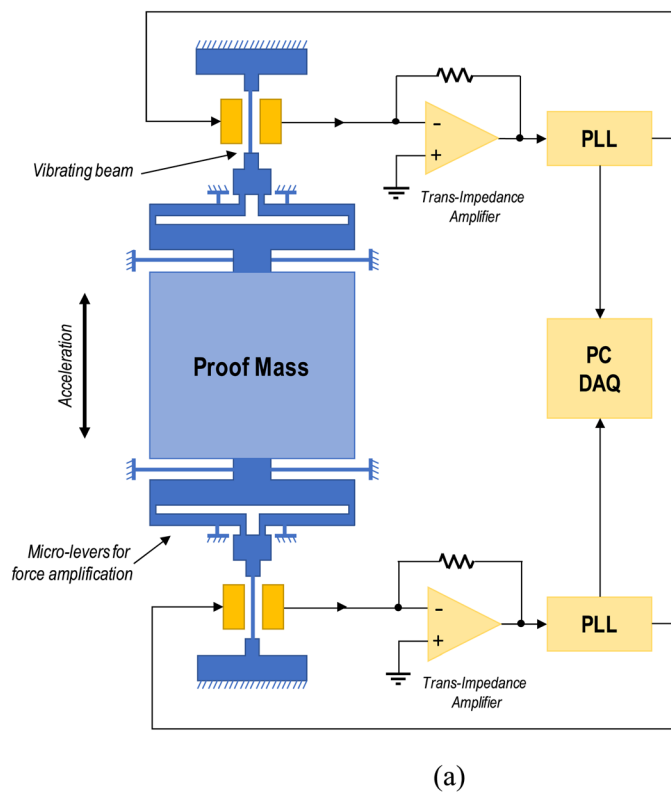 Vibrating beam
-
+
Trans-Impedance
Amplifier
PLL
Acceleration
Proof Mass
PC
DAQ
Micro-levers for
force amplification
-
+
Trans-Impedance
Amplifier
PLL
(a)